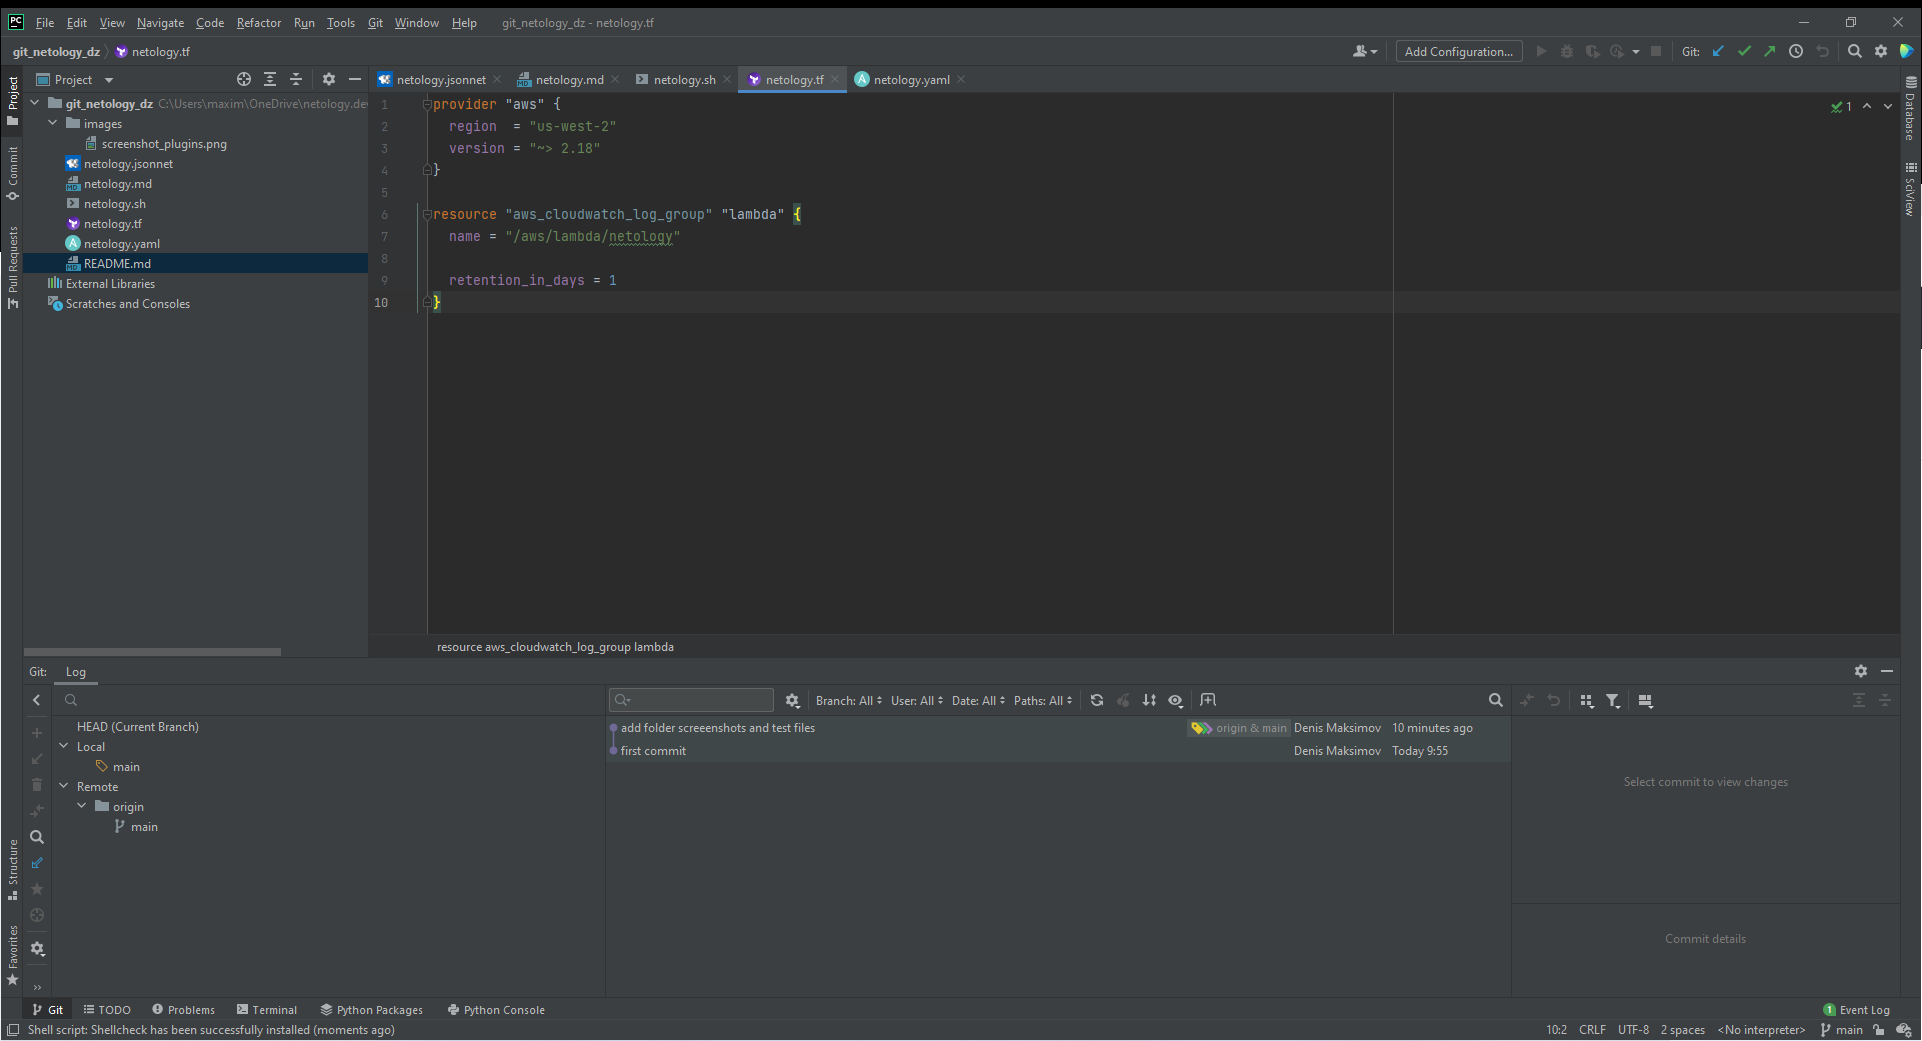 PC File Edit View Navigate Code Refactor Run Tools Git Window Help git_netology_dz - netology.tf
git_netology_dz netology.tf Add Configuration... Git:
Project
netology.jsonnet netology.md netology.sh netology.tf netology.yaml
git_netology_dz C:\Users\maxim\OneDrive\netology.de
images
screenshot_plugins.png
netology.jsonnet
netology.md
netology.sh
netology.tf
netology.yaml
README.md
External Libraries
Scratches and Consoles
1 provider "aws" {
2 region = "us-west-2"
3 version = "~> 2.18"
4 }
5
6 resource "aws_cloudwatch_log_group" "lambda" {
7 name = "/aws/lambda/netology"
8
9 retention_in_days = 1
10 }
1
resource aws_cloudwatch_log_group lambda
Project
Commit
Pull Requests
Structure
Favorites
Database
SciView
Git: Log
HEAD (Current Branch)
Local
main
Remote
origin
main
Branch: All User: All Date: All Paths: All
add folder screeenshots and test files origin & main Denis Maksimov 10 minutes ago
first commit Denis Maksimov Today 9:55
Select commit to view changes
Commit details
Git TODO Problems Terminal Python Packages Python Console 1 Event Log
Shell script: Shellcheck has been successfully installed (moments ago) 10:2 CRLF UTF-8 2 spaces <No interpreter> main